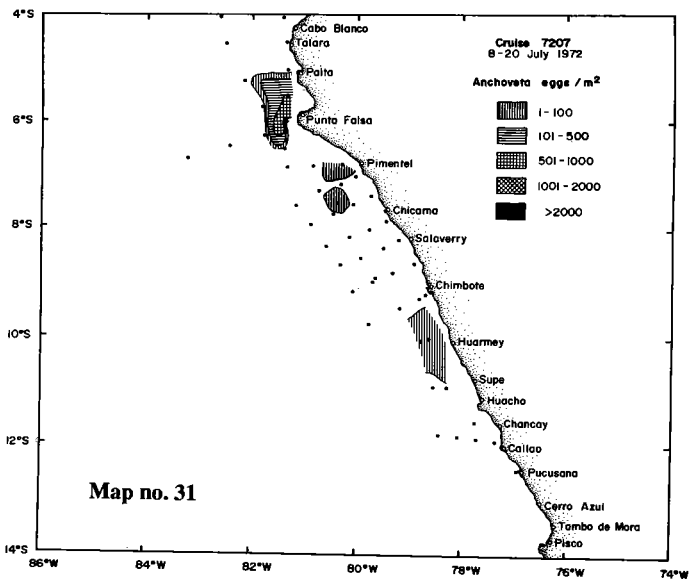 4°S
Cabo Blanco
Talara
Cruise 7207
8-20 July 1972
Paita
Anchoveta eggs / m²
1-100
6°S
Punta Falsa
101-500
501-1000
Pimentel
1001-2000
>2000
8°S
Chicama
Salaverry
Chimbote
10°S
Huarmey
Supe
Huacho
Chancay
12°S
Callao
Pucusana
Map no. 31
Cerro Azul
Tambo de Mora
Pisco
14°S
86°W
84°W
82°W
80°W
78°W
76°W
74°W